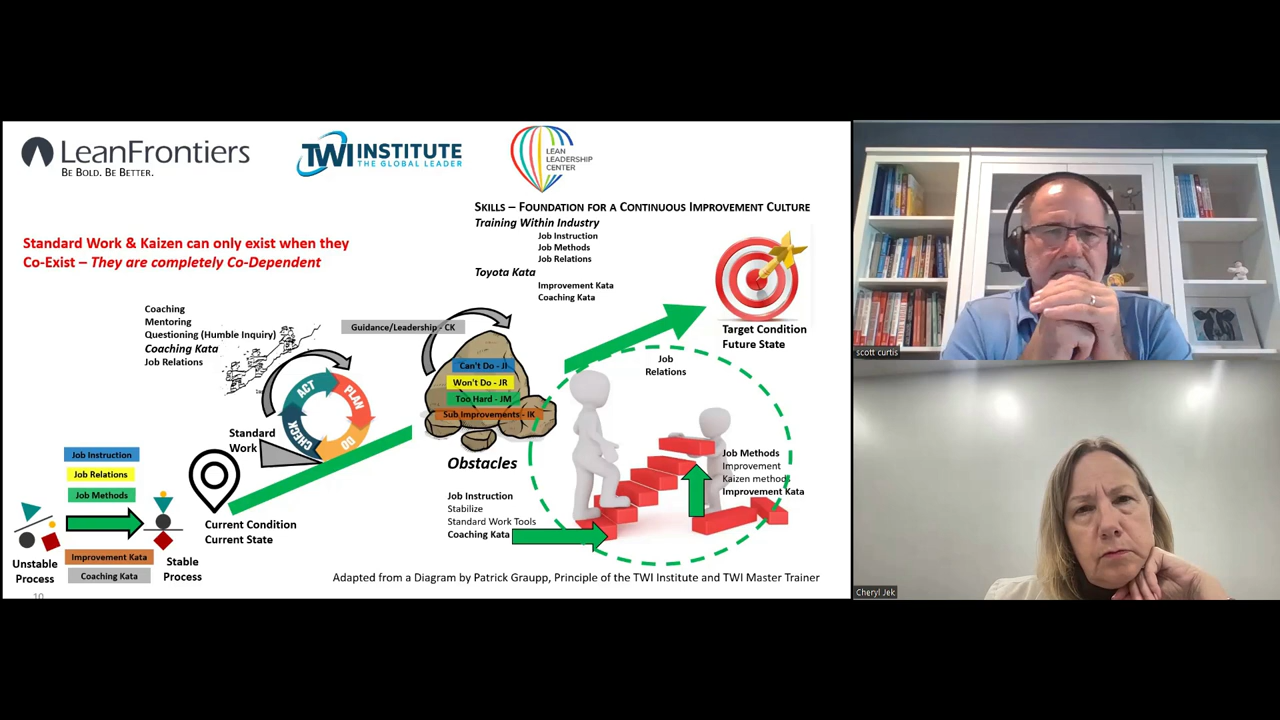 LeanFrontiers
BE BOLD. BE BETTER.
TWI INSTITUTE
THE GLOBAL LEADER
LEAN
LEADERSHIP
CENTER
SKILLS – FOUNDATION FOR A CONTINUOUS IMPROVEMENT CULTURE
Training Within Industry
Job Instruction
Job Methods
Job Relations
Toyota Kata
Improvement Kata
Coaching Kata
Standard Work & Kaizen can only exist when they
Co-Exist – They are completely Co-Dependent
Coaching
Mentoring
Questioning (Humble Inquiry)
Coaching Kata
Job Relations
Guidance/Leadership - CK
Target Condition
Future State
ACT
PLAN
DO
CHECK
Standard
Work
Can't Do - JI
Won't Do - JR
Too Hard - JM
Sub Improvements - IK
Obstacles
Job
Relations
Job Instruction
Job Relations
Job Methods
Improvement Kata
Coaching Kata
Unstable
Process
Stable
Process
Current Condition
Current State
Job Instruction
Stabilize
Standard Work Tools
Coaching Kata
Job Methods
Improvement
Kaizen methods
Improvement Kata
Adapted from a Diagram by Patrick Graupp, Principle of the TWI Institute and TWI Master Trainer
10
scott curtis
Cheryl Jek